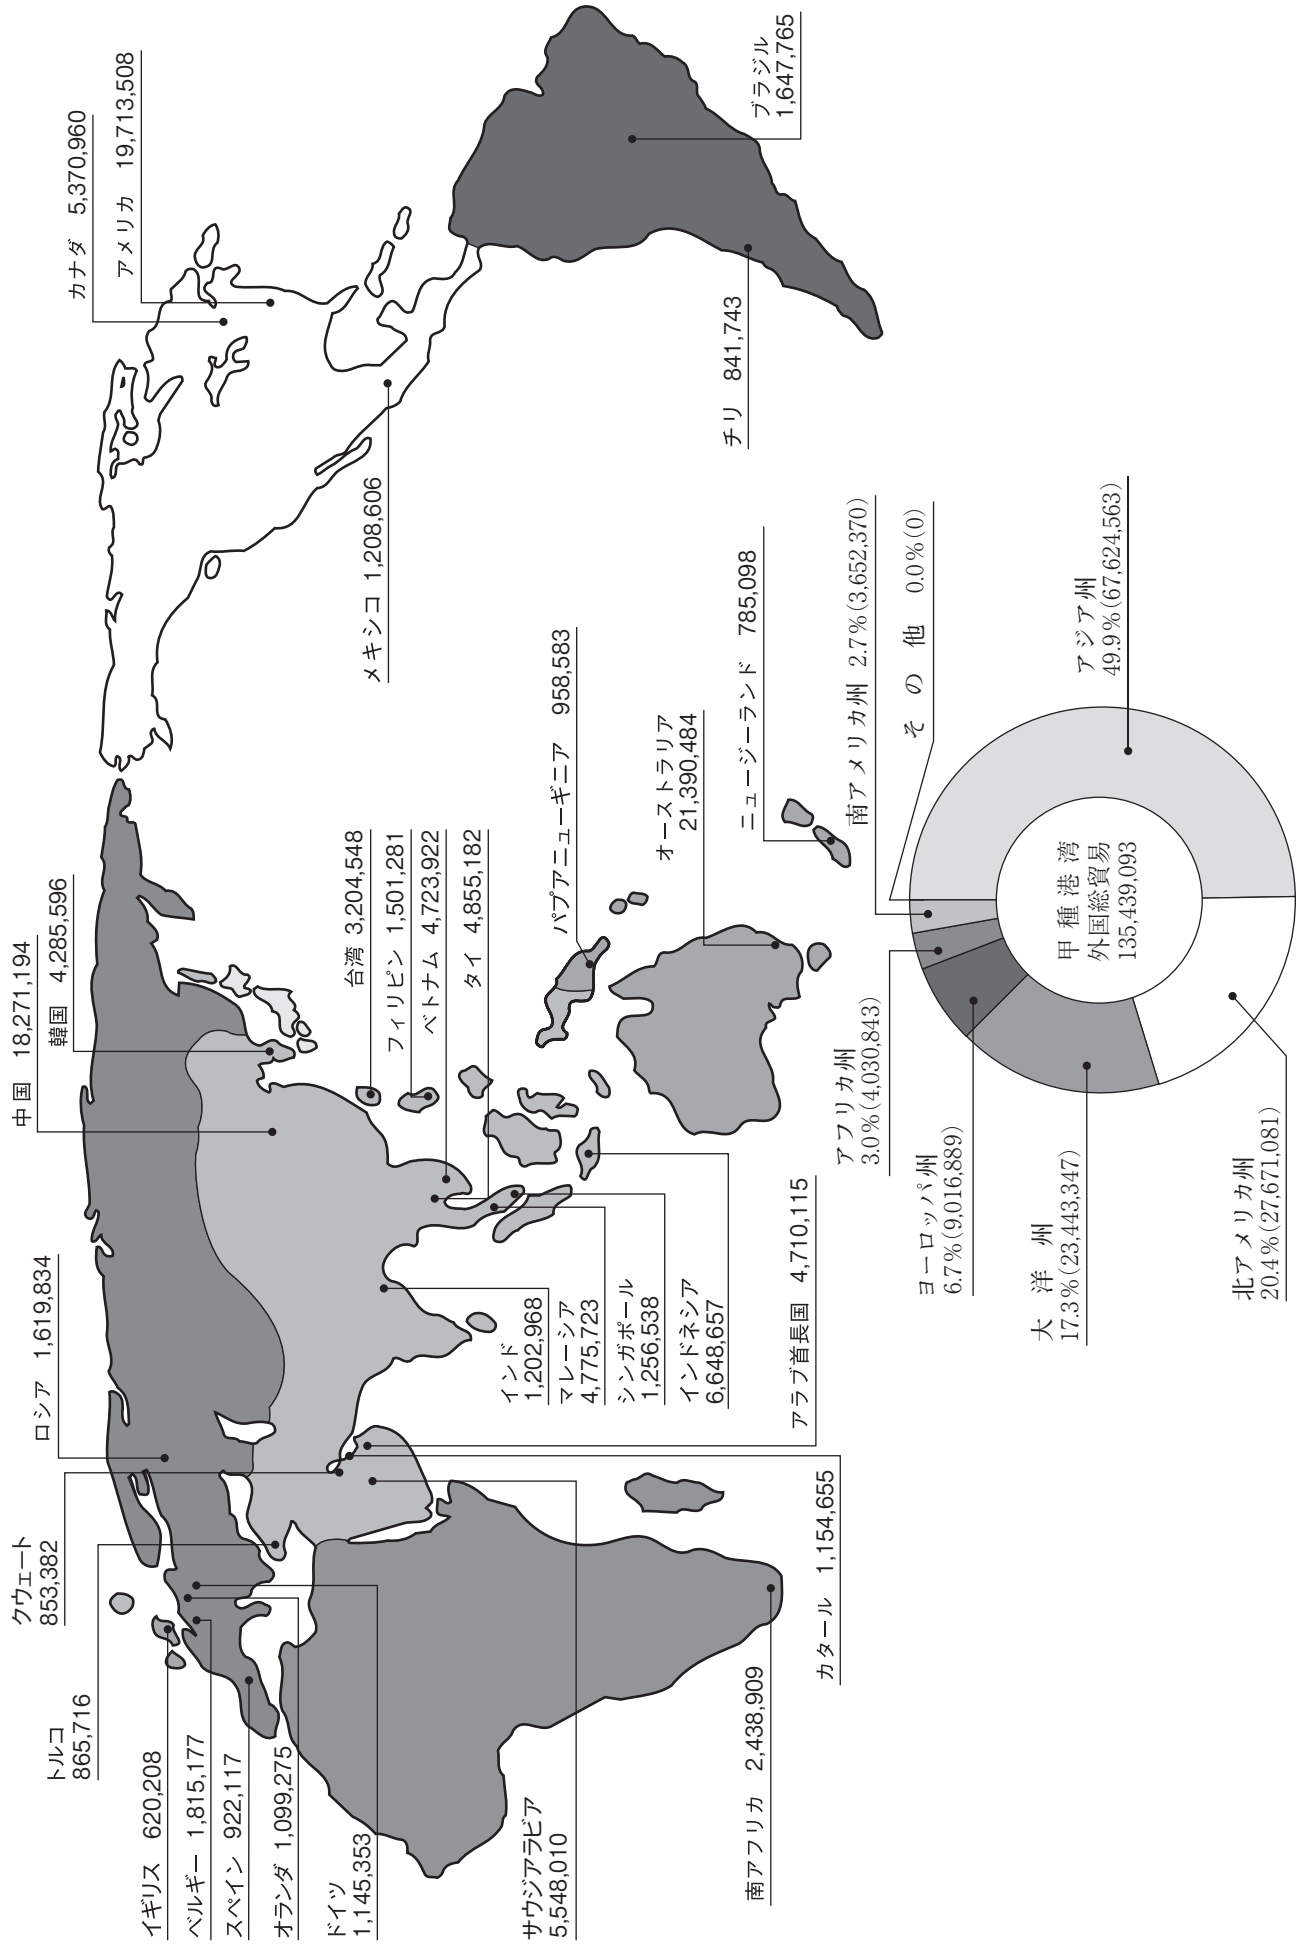 クウェート
853,382
トルコ
865,716
イギリス 620,208
ベルギー 1,815,177
スペイン 922,117
オランダ 1,099,275
ドイツ
1,145,353
サウジアラビア
5,548,010
南アフリカ 2,438,909
カタール 1,154,655
アラブ首長国 4,710,115
ロシア 1,619,834
中国 18,271,194
韓国 4,285,596
台湾 3,204,548
フィリピン 1,501,281
ベトナム 4,723,922
タイ 4,855,182
インド
1,202,968
マレーシア
4,775,723
シンガポール
1,256,538
インドネシア
6,648,657
パプアニューギニア 958,583
オーストラリア
21,390,484
ニュージーランド 785,098
カナダ 5,370,960
アメリカ 19,713,508
メキシコ 1,208,606
チリ 841,743
ブラジル
1,647,765
甲種港湾
外国総貿易
135,439,093
アジア州
49.9%(67,624,563)
北アメリカ州
20.4%(27,671,081)
大洋州
17.3%(23,443,347)
ヨーロッパ州
6.7%(9,016,889)
アフリカ州
3.0%(4,030,843)
南アメリカ州 2.7%(3,652,370)
その他 0.0%(0)